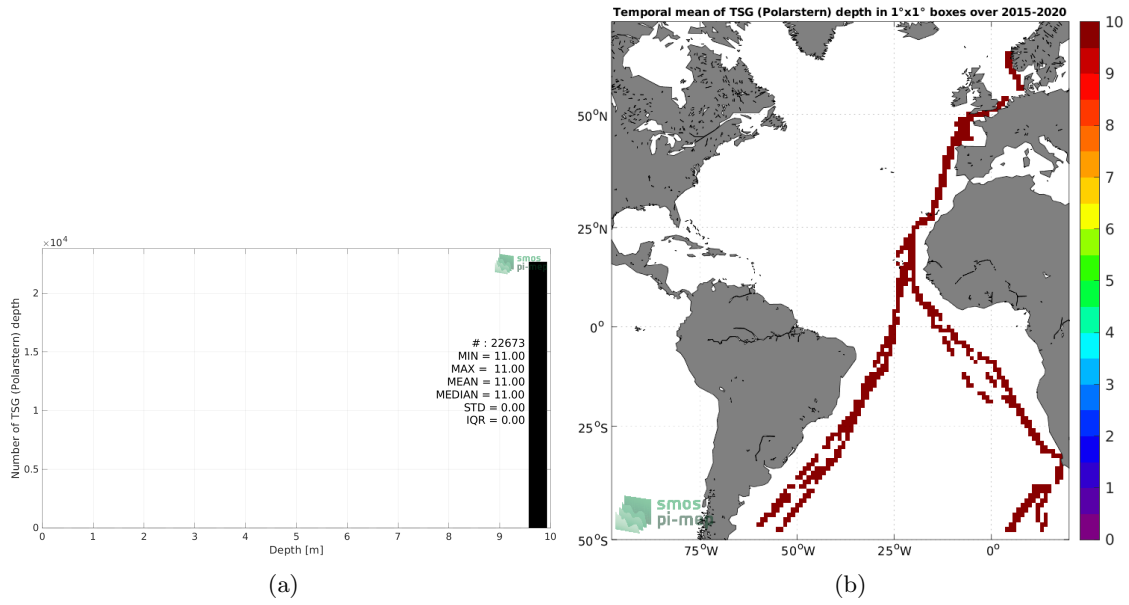 ×10⁴
2
1.5
1
0.5
0
Number of TSG (Polarstern) depth
smos
pi-mep
# : 22673
MIN = 11.00
MAX = 11.00
MEAN = 11.00
MEDIAN = 11.00
STD = 0.00
IQR = 0.00
0 1 2 3 4 5 6 7 8 9 10
Depth [m]
(a)
Temporal mean of TSG (Polarstern) depth in 1°x1° boxes over 2015-2020
50°N
25°N
0°
25°S
50°S
smos
pi-mep
75°W 50°W 25°W 0°
10
9
8
7
6
5
4
3
2
1
0
(b)